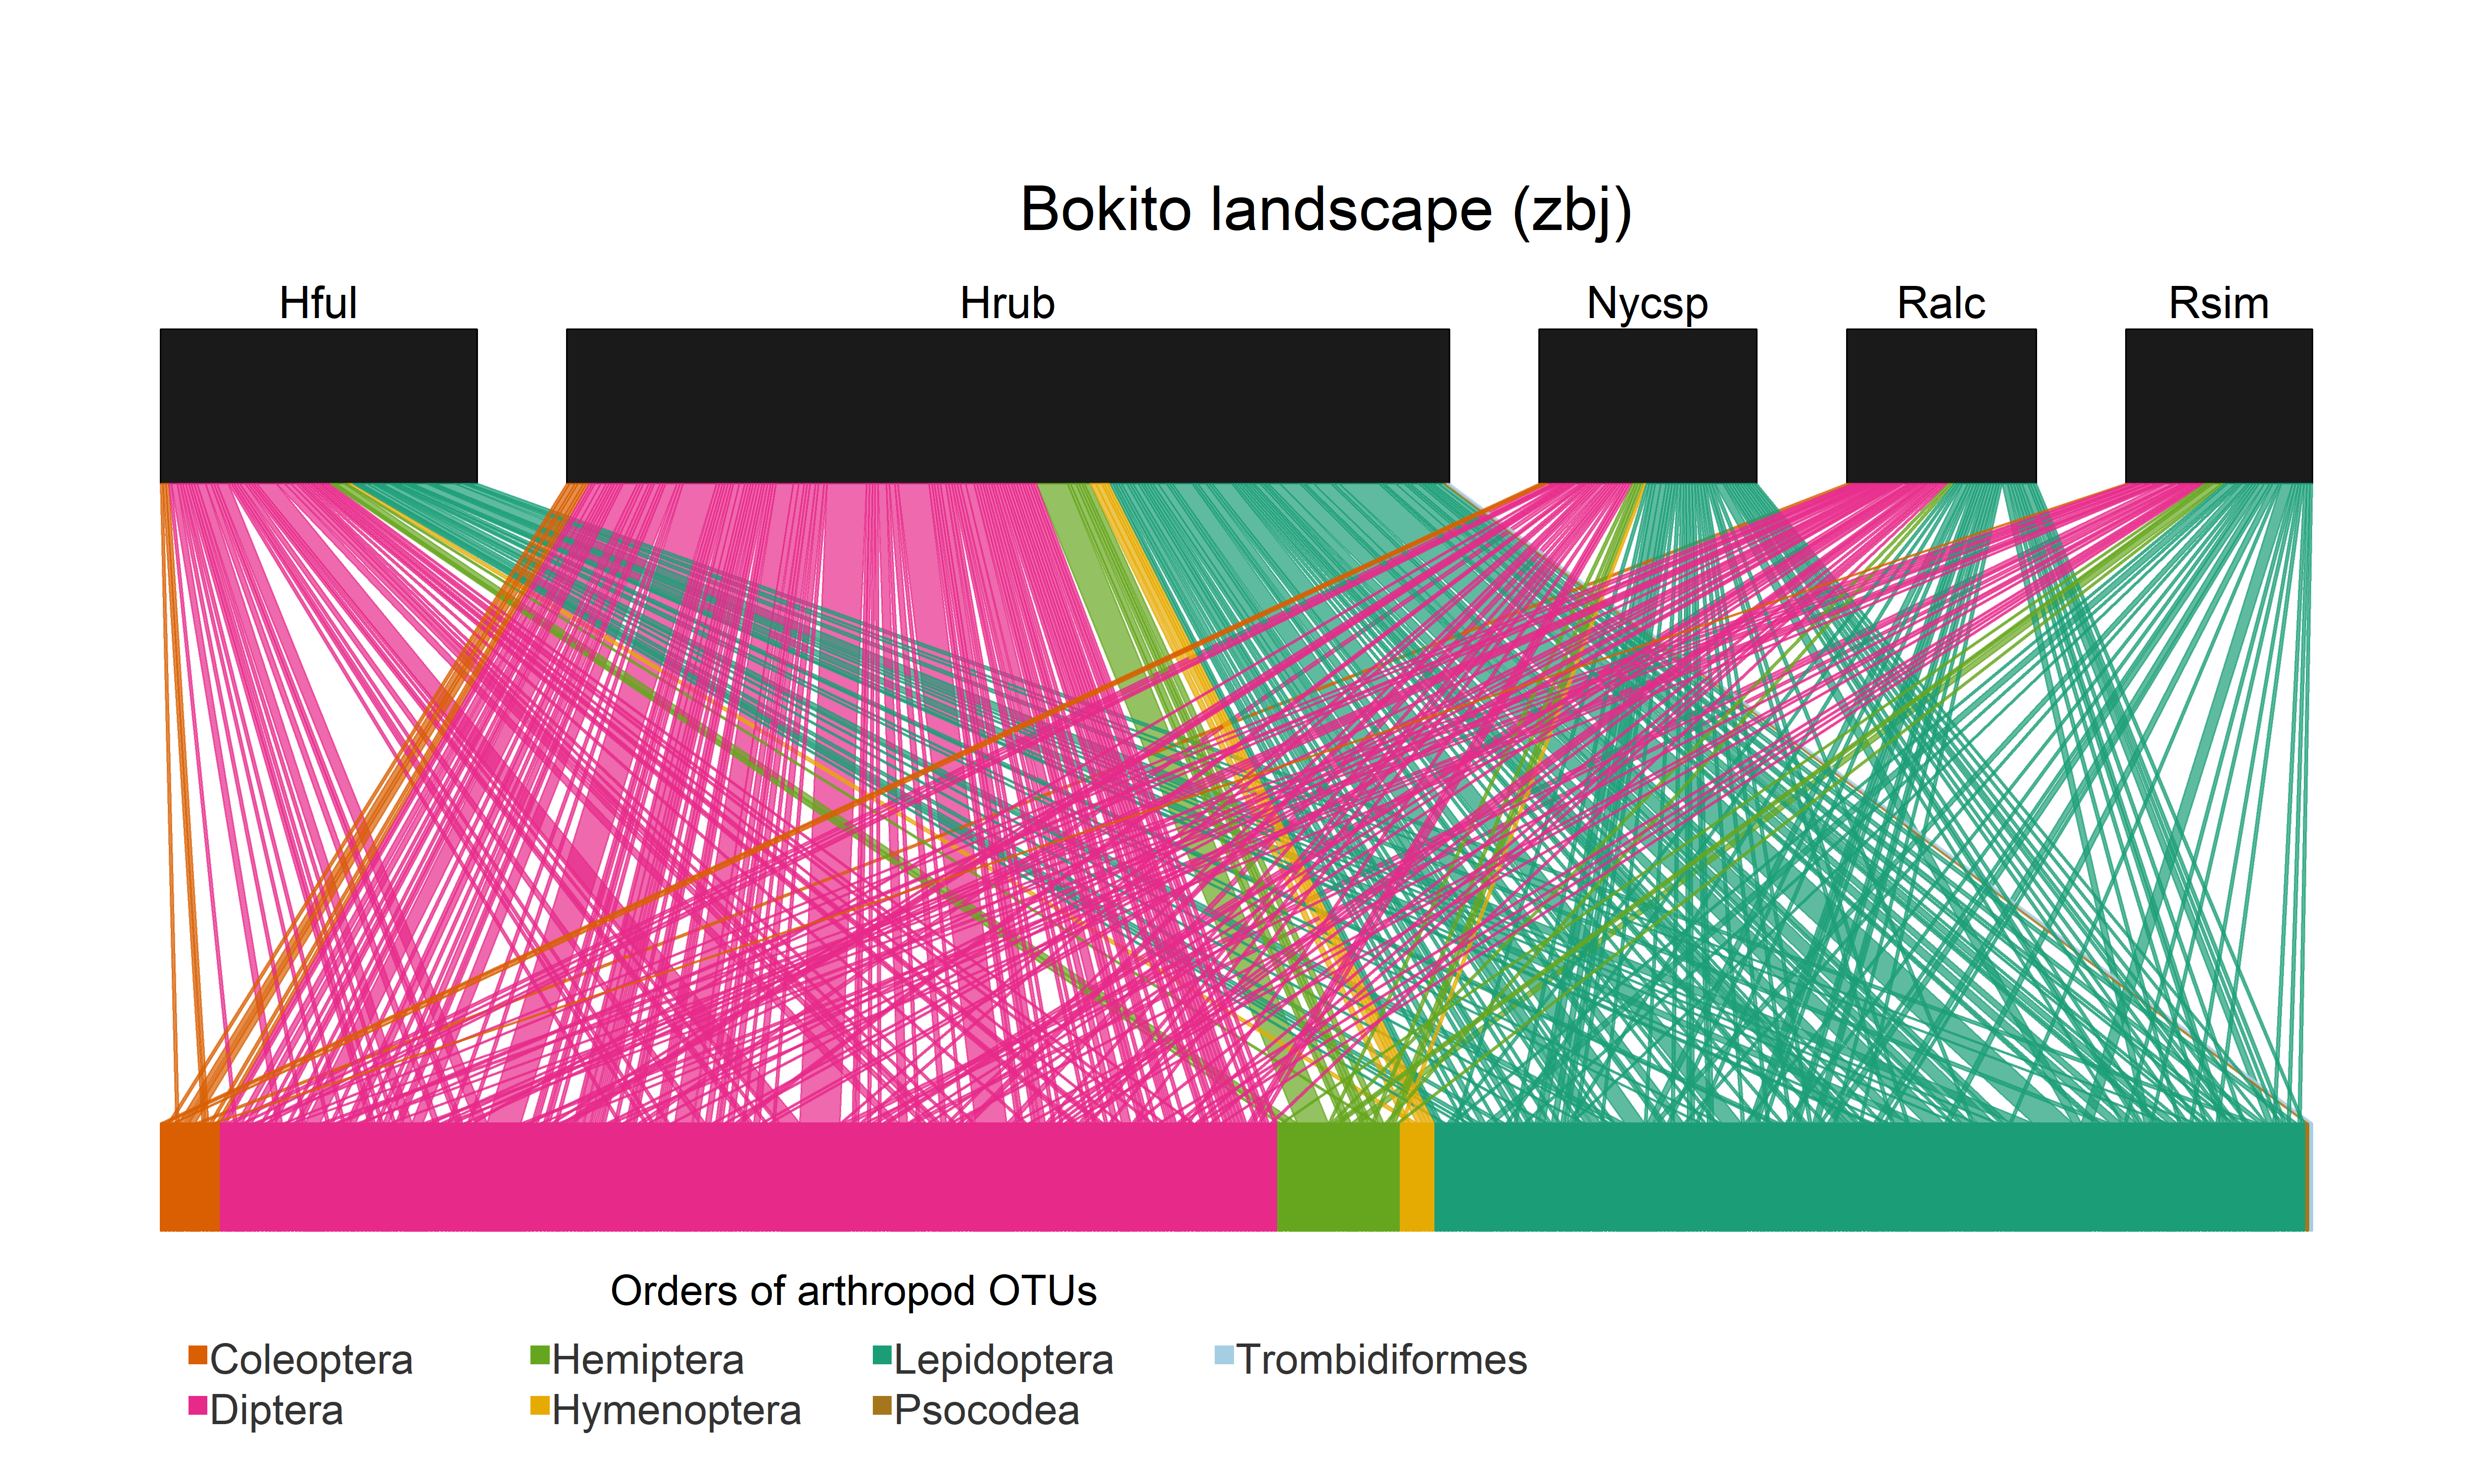 Bokito landscape (zbj)
Hful Hrub Nycsp Ralc Rsim
Orders of arthropod OTUs
Coleoptera Hemiptera Lepidoptera Trombidiformes
Diptera Hymenoptera Psocodea